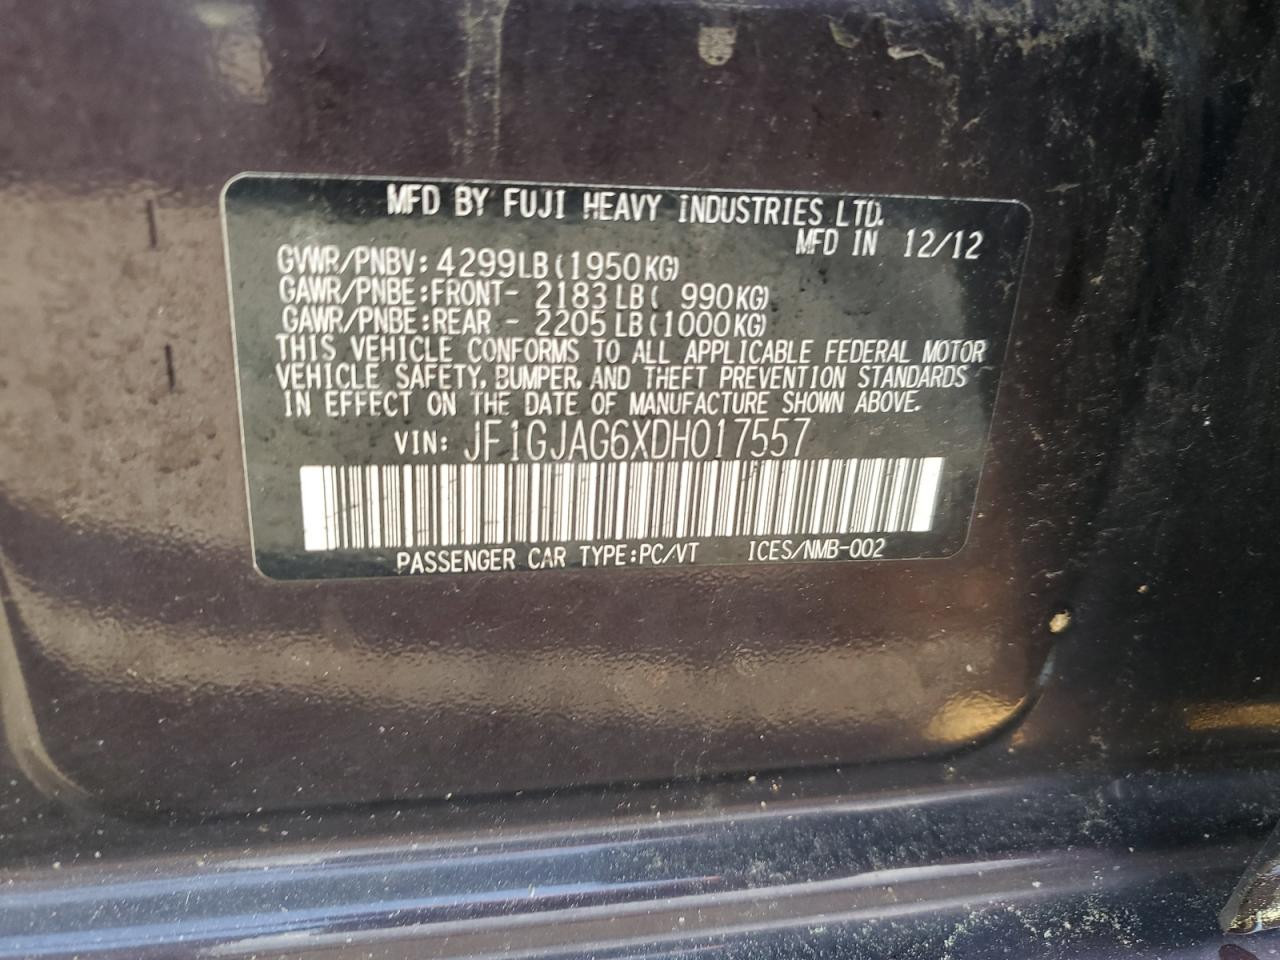 MFD BY FUJI HEAVY INDUSTRIES LTD.
MFD IN 12/12
GVWR/PNBV: 4299LB(1950KG)
GAWR/PNBE:FRONT- 2183LB( 990KG)
GAWR/PNBE:REAR - 2205LB(1000KG)
THIS VEHICLE CONFORMS TO ALL APPLICABLE FEDERAL MOTOR
VEHICLE SAFETY, BUMPER, AND THEFT PREVENTION STANDARDS
IN EFFECT ON THE DATE OF MANUFACTURE SHOWN ABOVE.
VIN: JF1GJAG6XDH017557
PASSENGER CAR TYPE:PC/VT ICES/NMB-002